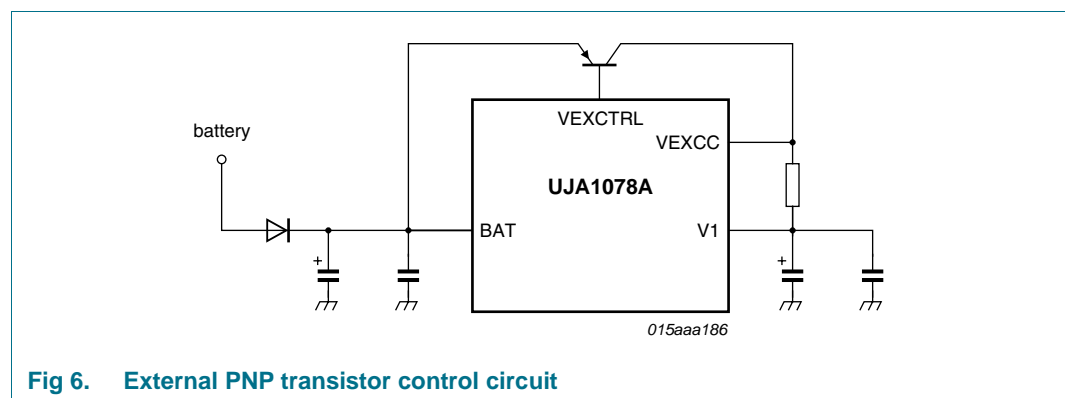 VEXCTRL
battery
VEXCC
UJA1078A
BAT
V1
+
+
015aaa186
Fig 6. External PNP transistor control circuit